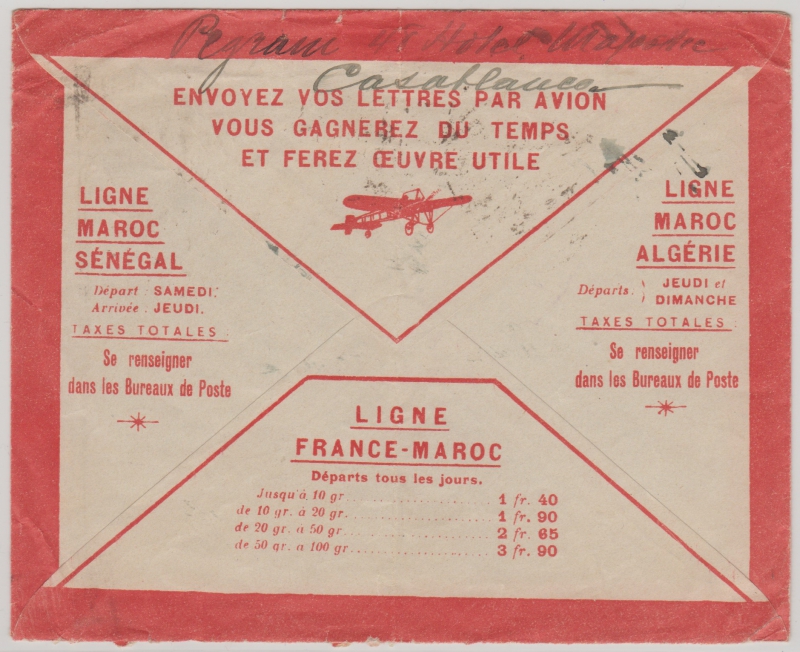 Pegram 47 Hotel Majestic
Casablanca
ENVOYEZ VOS LETTRES PAR AVION
VOUS GAGNEREZ DU TEMPS
ET FEREZ ŒUVRE UTILE
LIGNE
MAROC
SÉNÉGAL
Départ : SAMEDI.
Arrivée : JEUDI.
TAXES TOTALES :
Se renseigner
dans les Bureaux de Poste
LIGNE
MAROC
ALGÉRIE
Départs : JEUDI et
DIMANCHE
TAXES TOTALES :
Se renseigner
dans les Bureaux de Poste
LIGNE
FRANCE-MAROC
Départs tous les jours.
Jusqu'à 10 gr. 1 fr. 40
de 10 gr. à 20 gr. 1 fr. 90
de 20 gr. a 50 gr. 2 fr. 65
de 50 gr. a 100 gr. 3 fr. 90